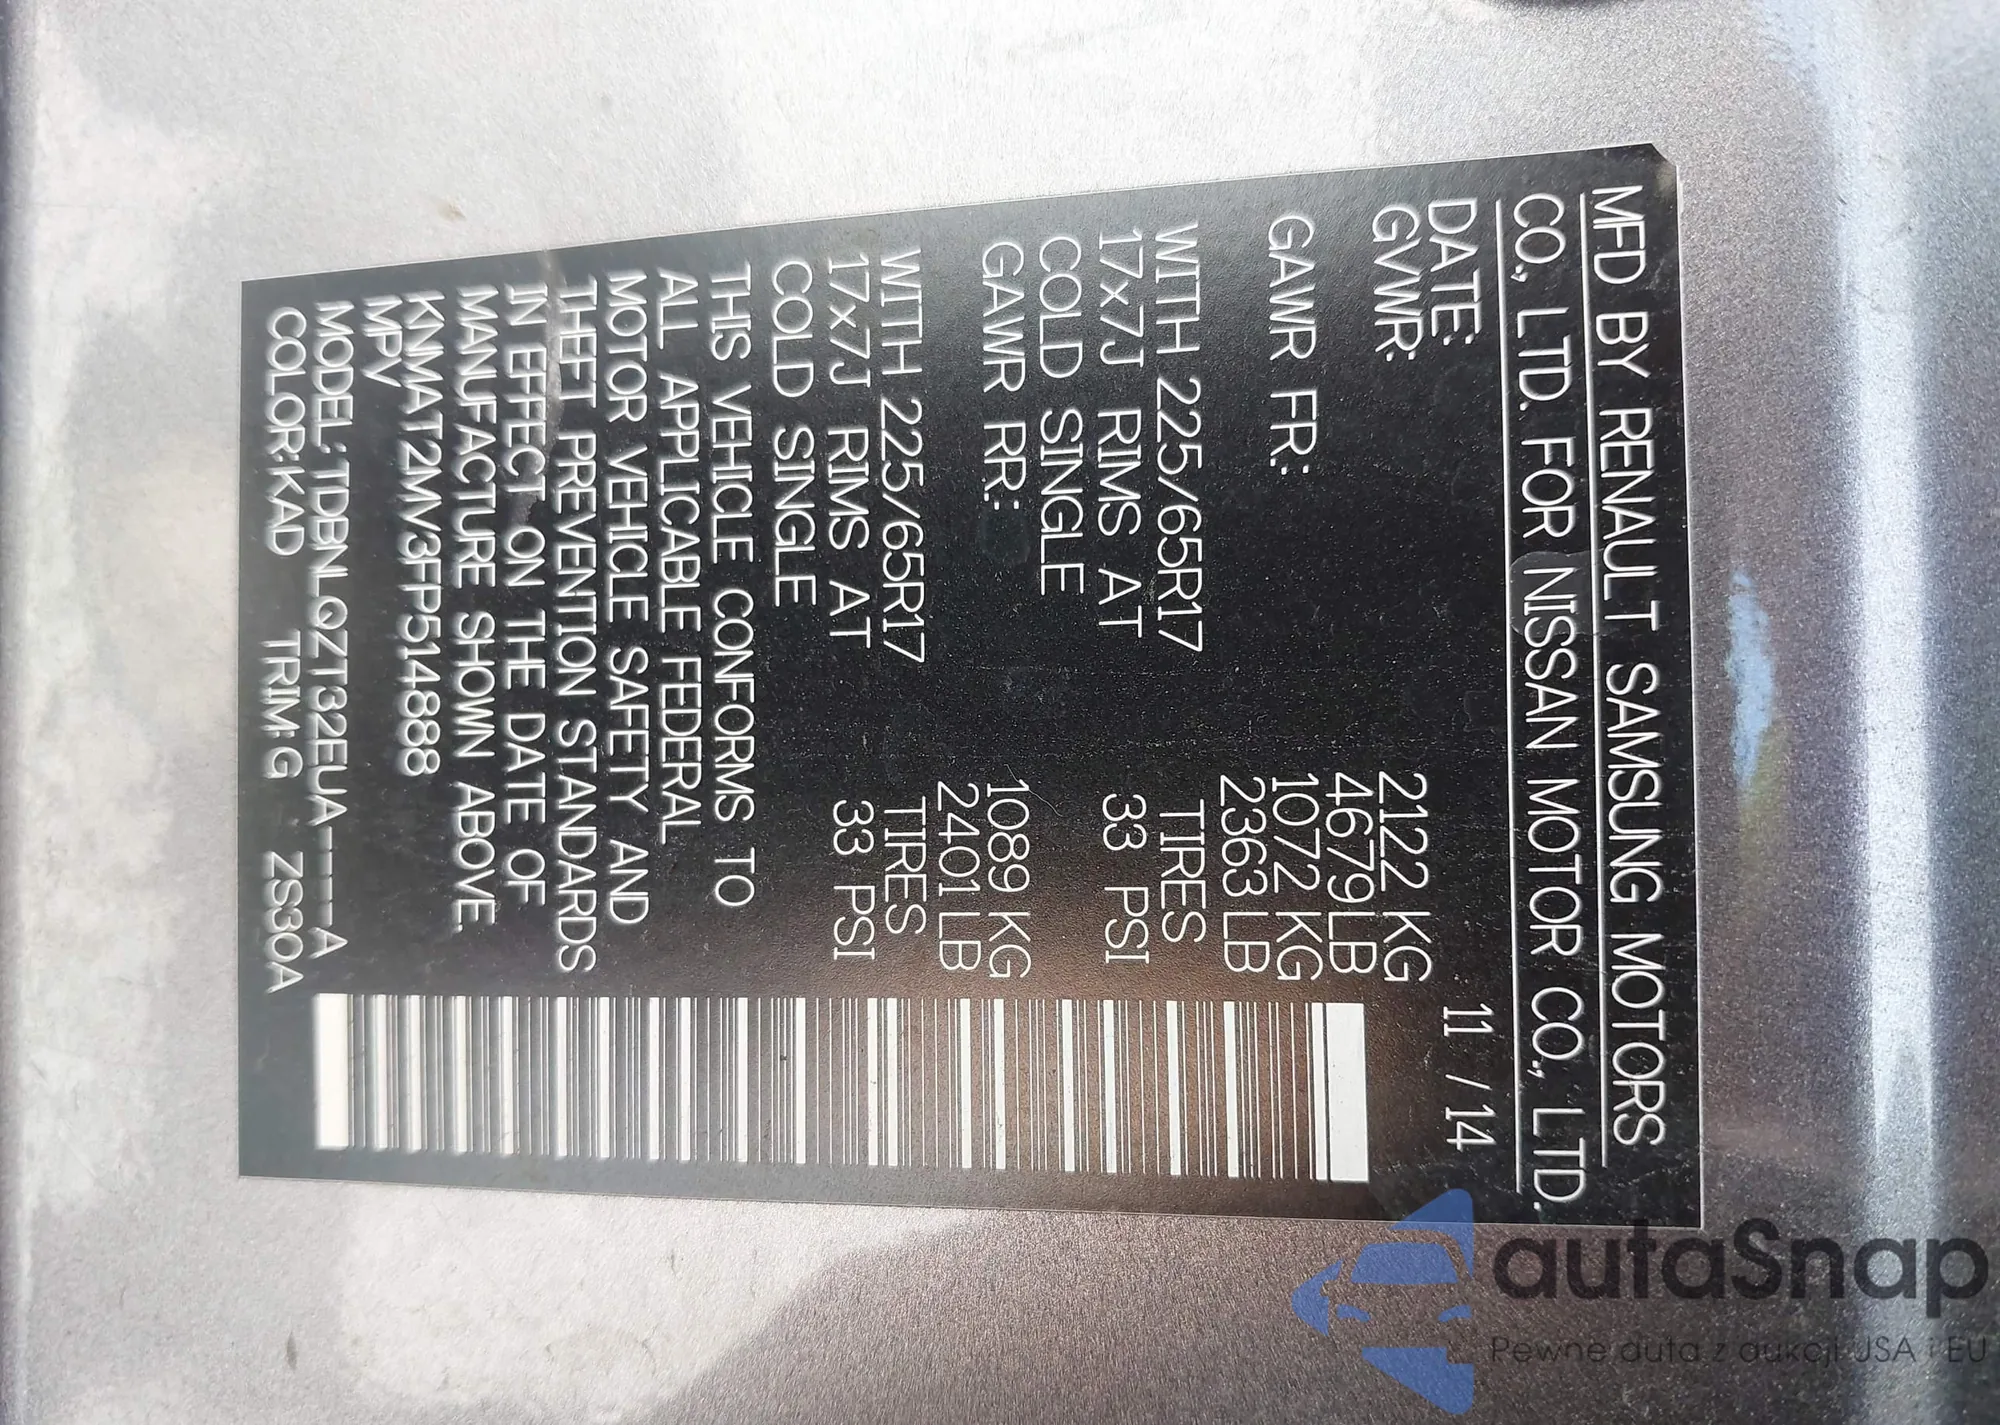 MFD BY RENAULT SAMSUNG MOTORS
CO., LTD. FOR NISSAN MOTOR CO., LTD.
DATE: 11 / 14
GVWR: 2122 KG
4679LB
GAWR FR: 1072 KG
2363 LB
WITH 225/65R17 TIRES
17x7J RIMS AT 33 PSI
COLD SINGLE
GAWR RR: 1089 KG
2401 LB
WITH 225/65R17 TIRES
17x7J RIMS AT 33 PSI
COLD SINGLE
THIS VEHICLE CONFORMS TO
ALL APPLICABLE FEDERAL
MOTOR VEHICLE SAFETY AND
THEFT PREVENTION STANDARDS
IN EFFECT ON THE DATE OF
MANUFACTURE SHOWN ABOVE.
KNMAT2MV3FP514888
MPV
MODEL: TDBNLQZT32EUA-----A
COLOR:KAD TRIM: G ZS30A
autaSnap
Pewne auta z aukcji USA i EU